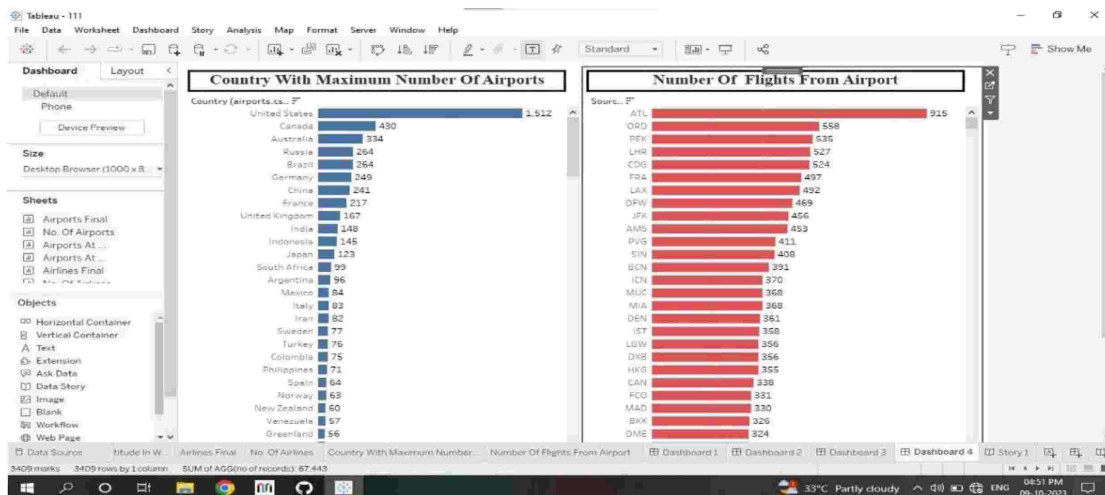 Tableau - 111
File Data Worksheet Dashboard Story Analysis Map Format Server Window Help
Standard
Show Me
Dashboard Layout
Default
Phone
Device Preview
Size
Desktop Browser (1000 x 8...
Sheets
Airports Final
No. Of Airports
Airports At ...
Airports At ...
Airlines Final
No. Of Airlines
Objects
Horizontal Container
Vertical Container
Text
Extension
Ask Data
Data Story
Image
Blank
Workflow
Web Page
Country With Maximum Number Of Airports
Country (airports.cs..
United States 1,512
Canada 430
Australia 334
Russia 264
Brazil 264
Germany 249
China 241
France 217
United Kingdom 167
India 148
Indonesia 145
Japan 123
South Africa 99
Argentina 96
Mexico 84
Italy 83
Iran 82
Sweden 77
Turkey 76
Colombia 75
Philippines 71
Spain 64
Norway 63
New Zealand 60
Venezuela 57
Greenland 56
Number Of Flights From Airport
Sourc..
ATL 915
ORD 558
PEK 535
LHR 527
CDG 524
FRA 497
LAX 492
DFW 469
JFK 456
AMS 453
PVG 411
SIN 408
BCN 391
ICN 370
MUC 368
MIA 368
DEN 361
IST 358
LGW 356
DXB 356
HKG 355
CAN 338
FCO 331
MAD 330
BKK 326
DME 324
Data Source titude In W Airlines Final No. Of Airlines Country With Maximum Number... Number Of Flights From Airport Dashboard 1 Dashboard 2 Dashboard 3 Dashboard 4 Story 1
3409 marks 3409 rows by 1 column SUM of AGG(no of records): 67,443
33°C Partly cloudy ENG 04:51 PM
09-10-2023